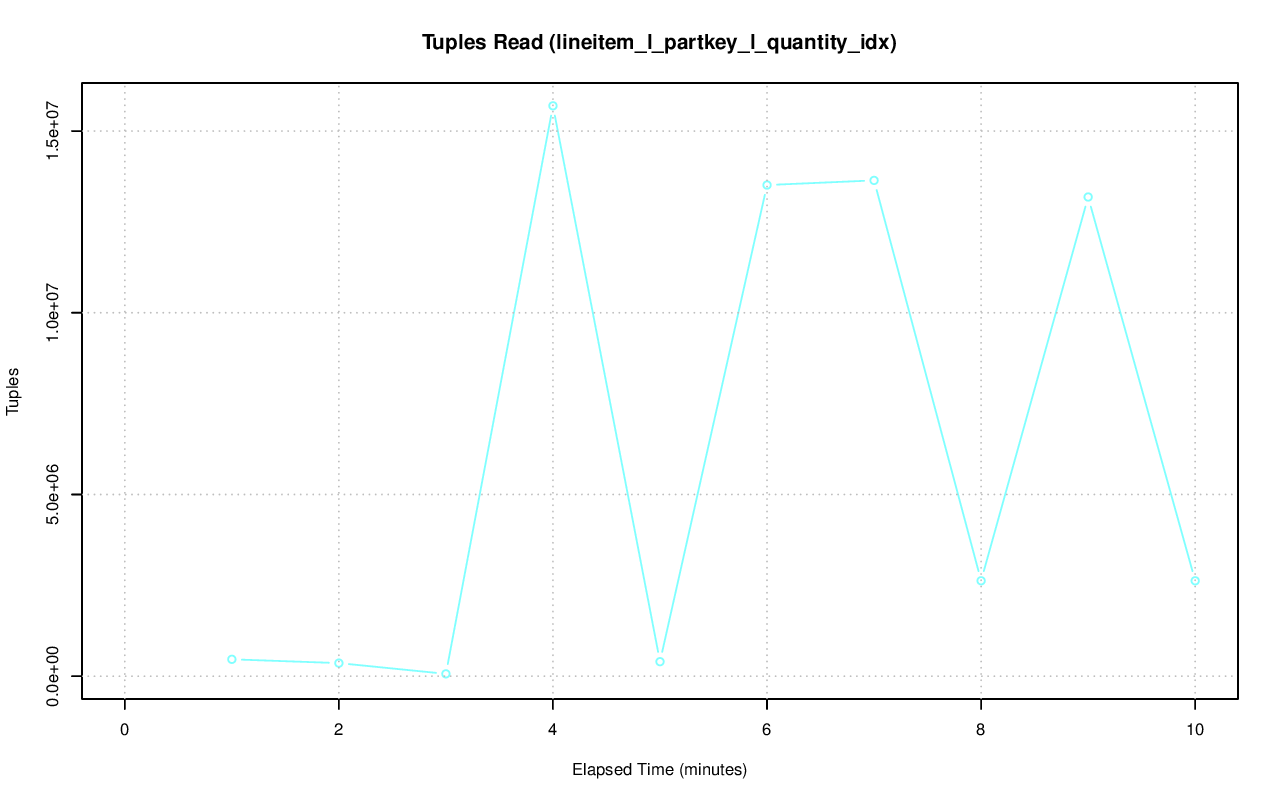 Tuples Read (lineitem_l_partkey_l_quantity_idx)
Tuples
1.5e+07
1.0e+07
5.0e+06
0.0e+00
0 2 4 6 8 10
Elapsed Time (minutes)